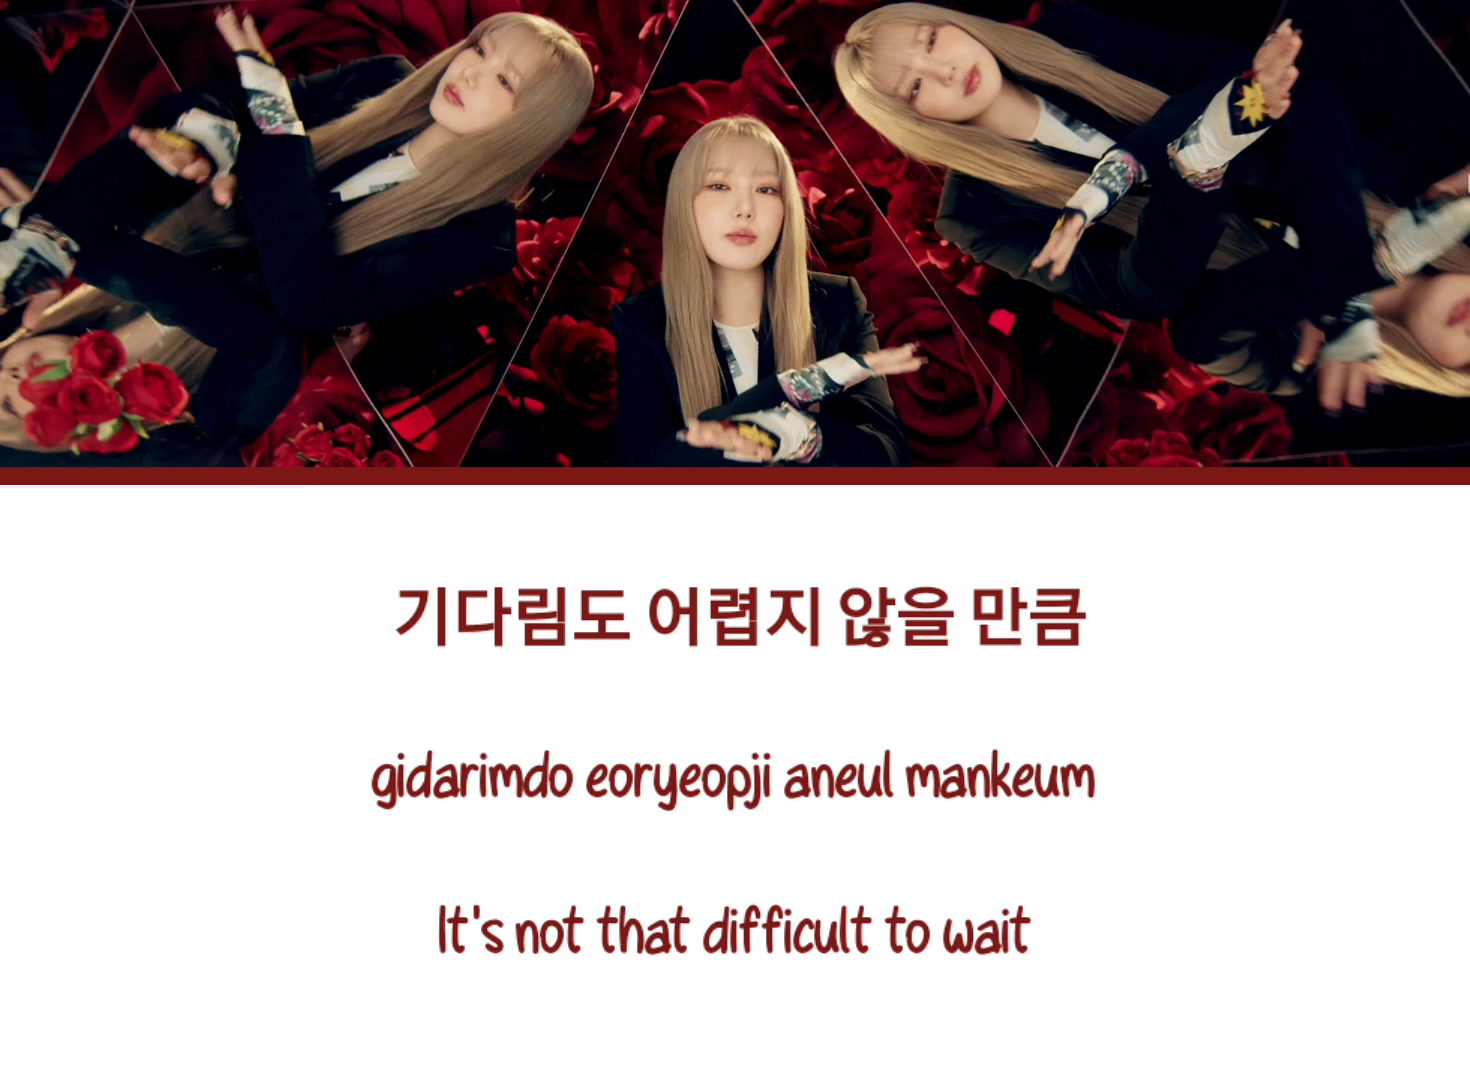 기다림도 어렵지 않을 만큼
gidarimdo eoryeopji aneul mankeum
It's not that difficult to wait